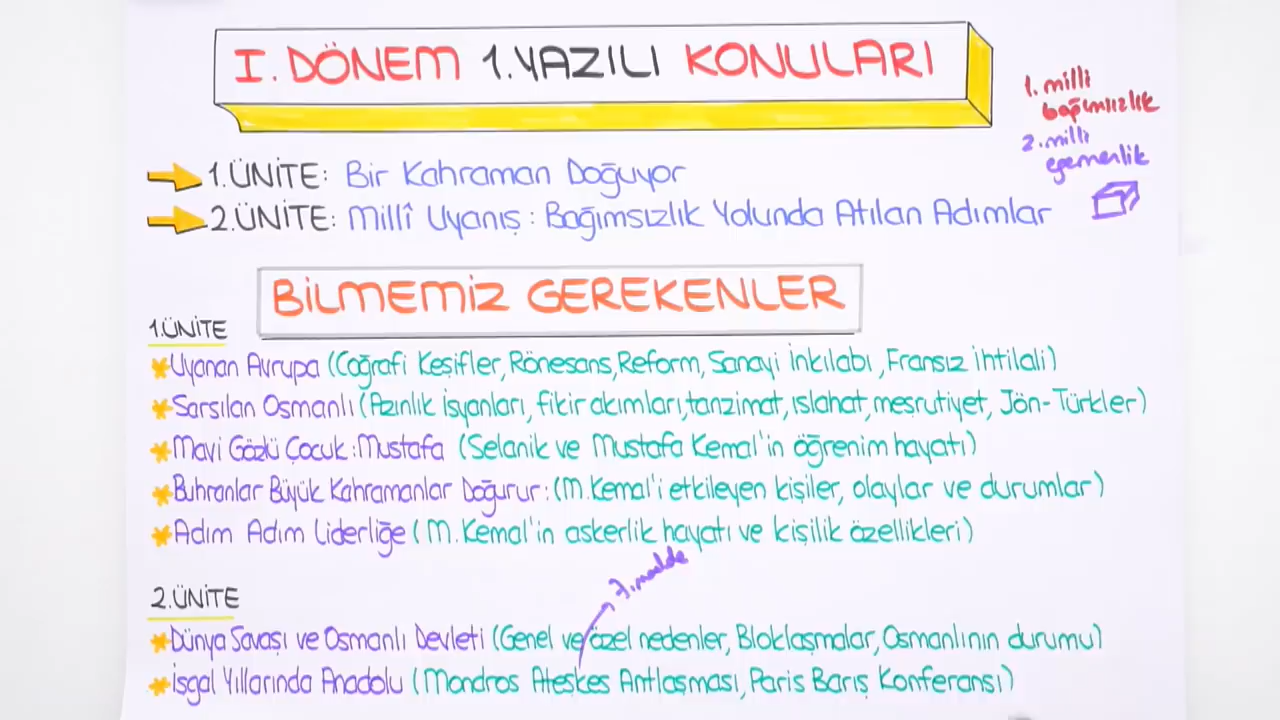 I. DÖNEM 1. YAZILI KONULARI
1. milli
bağımsızlık
2. milli
egemenlik
1.ÜNİTE: Bir Kahraman Doğuyor
2.ÜNİTE: Millî Uyanış: Bağımsızlık Yolunda Atılan Adımlar
BİLMEMİZ GEREKENLER
1.ÜNİTE
Uyanan Avrupa (Coğrafi Keşifler, Rönesans, Reform, Sanayi İnkılabı, Fransız İhtilali)
Sarsılan Osmanlı (Azınlık İsyanları, fikir akımları, tanzimat, ıslahat, meşrutiyet, Jön-Türkler)
Mavi Gözlü Çocuk: Mustafa (Selanik ve Mustafa Kemal'in öğrenim hayatı)
Buhranlar Büyük Kahramanlar Doğurur: (M.Kemal'i etkileyen kişiler, olaylar ve durumlar)
Adım Adım Liderliğe (M.Kemal'in askerlik hayatı ve kişilik özellikleri)
7. madde
2.ÜNİTE
Dünya Savaşı ve Osmanlı Devleti (Genel ve özel nedenler, Bloklaşmalar, Osmanlının durumu)
İşgal Yıllarında Anadolu (Mondros Ateşkes Antlaşması, Paris Barış Konferansı)